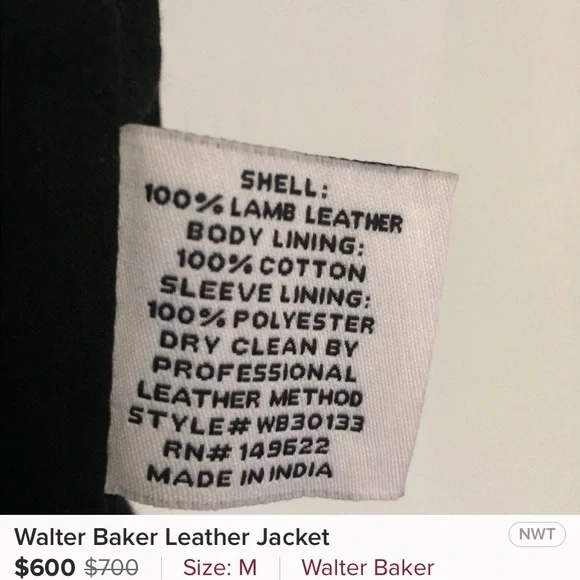 SHELL:
100% LAMB LEATHER
BODY LINING:
100% COTTON
SLEEVE LINING:
100% POLYESTER
DRY CLEAN BY
PROFESSIONAL
LEATHER METHOD
STYLE# WB30133
RN# 149622
MADE IN INDIA
Walter Baker Leather Jacket NWT
$600 $700 Size: M Walter Baker